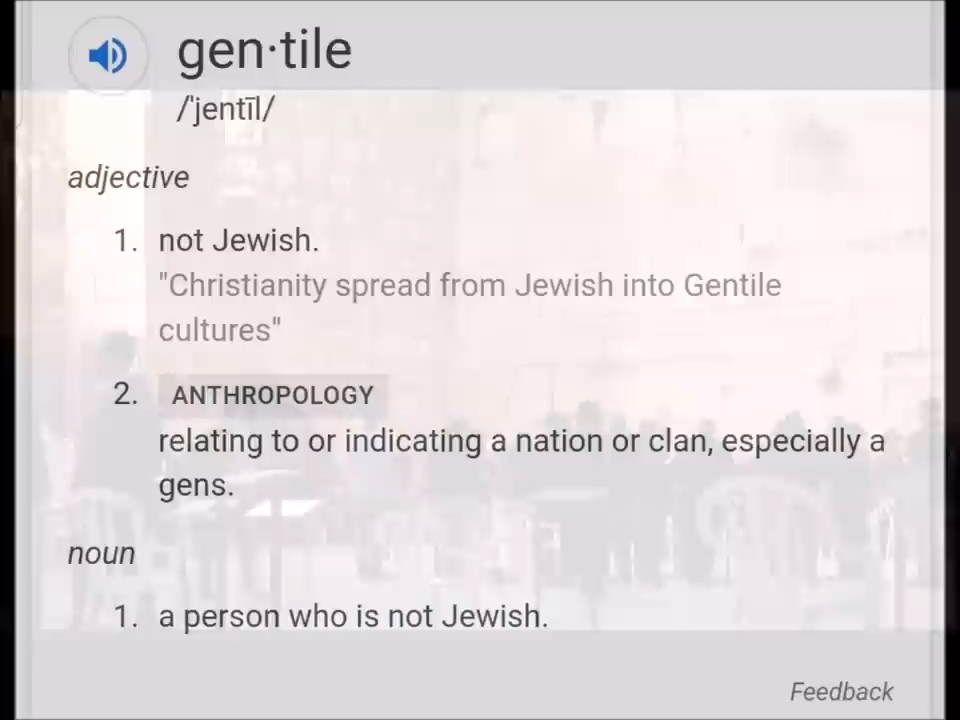 gen·tile
/ˈjentīl/
adjective
1. not Jewish.
"Christianity spread from Jewish into Gentile
cultures"
2. ANTHROPOLOGY
relating to or indicating a nation or clan, especially a
gens.
noun
1. a person who is not Jewish.
Feedback